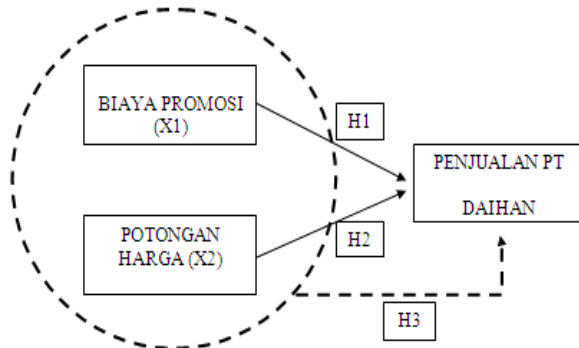 BIAYA PROMOSI
(X1)
H1
PENJUALAN PT
DAIHAN
POTONGAN
HARGA (X2)
H2
H3